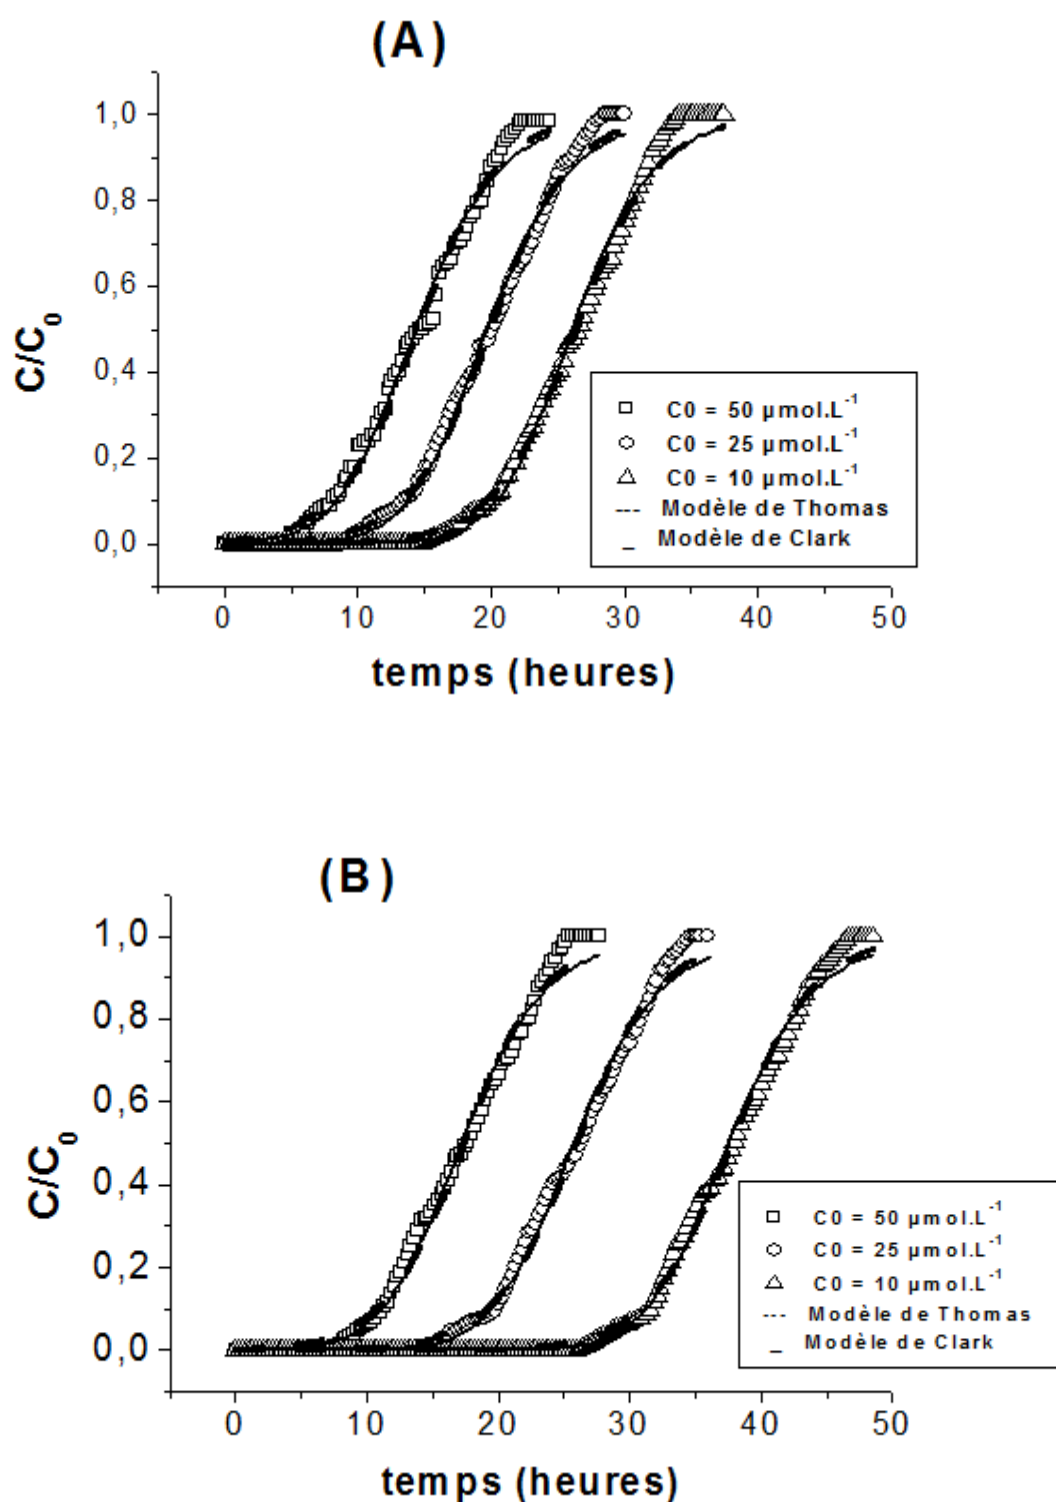 (A)
1,0
0,8
0,6
0,4
0,2
0,0
C/C0
C0 = 50 µmol.L-1
C0 = 25 µmol.L-1
C0 = 10 µmol.L-1
--- Modèle de Thomas
_ Modèle de Clark
0 10 20 30 40 50
temps (heures)
(B)
1,0
0,8
0,6
0,4
0,2
0,0
C/C0
C0 = 50 µmol.L-1
C0 = 25 µmol.L-1
C0 = 10 µmol.L-1
--- Modèle de Thomas
_ Modèle de Clark
0 10 20 30 40 50
temps (heures)